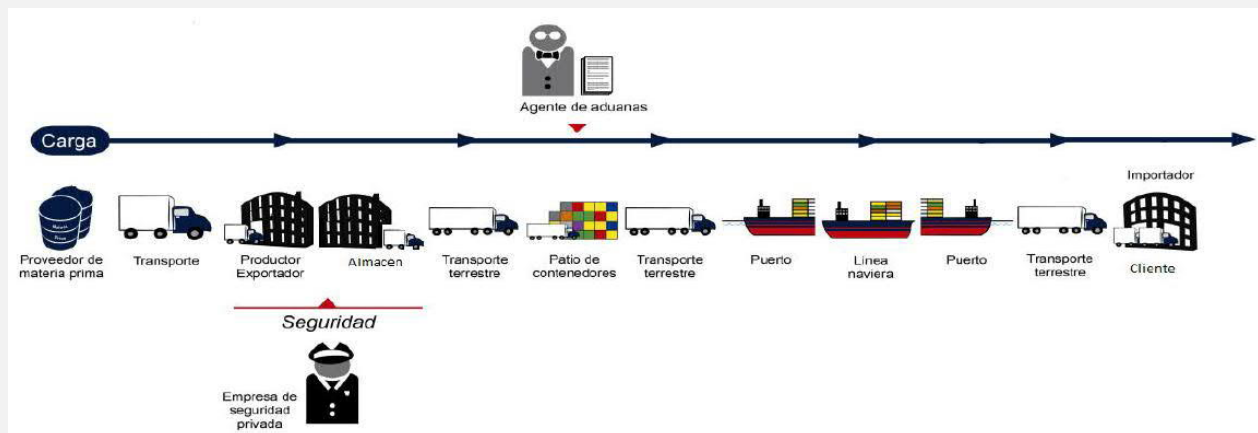 Agente de aduanas
Carga
Importador
Proveedor de
materia prima
Transporte
Productor
Exportador
Almacén
Transporte
terrestre
Patio de
contenedores
Transporte
terrestre
Puerto
Linea
naviera
Puerto
Transporte
terrestre
Cliente
Seguridad
Empresa de
seguridad
privada